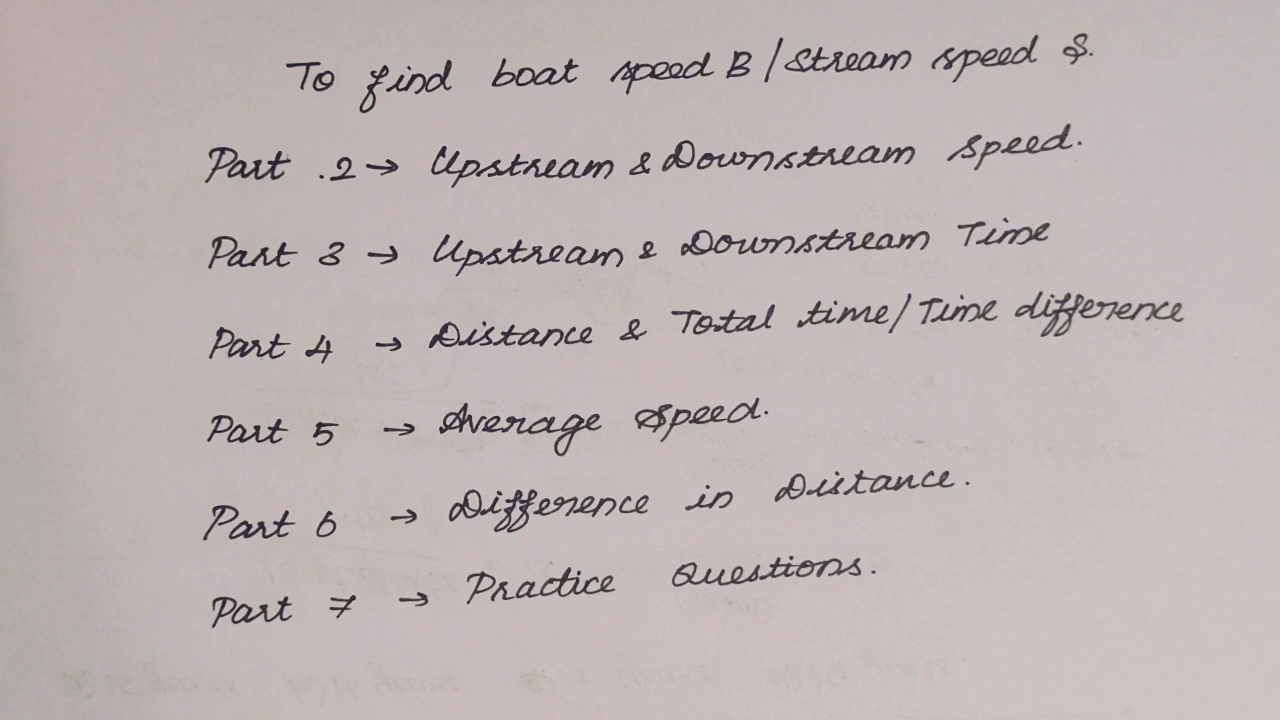 To find boat speed B / Stream speed S.
Part .2 → Upstream & Downstream speed.
Part 3 → Upstream & Downstream Time
Part 4 → Distance & Total time / Time difference
Part 5 → Average speed.
Part 6 → Difference in Distance.
Part 7 → Practice Questions.